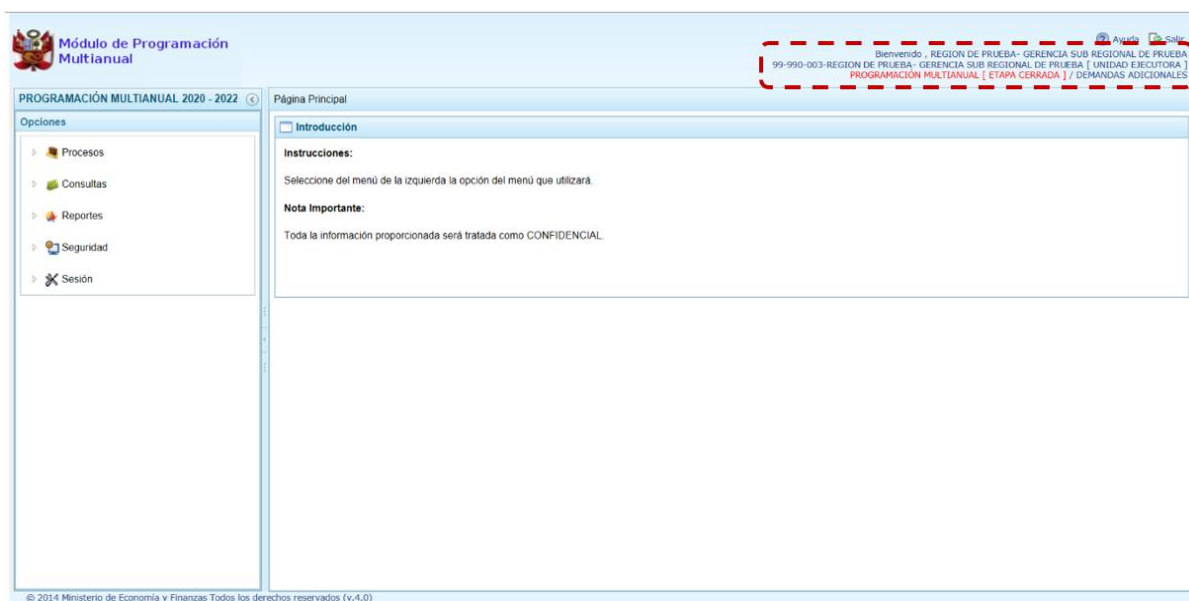 Módulo de Programación
Multianual
Ayuda Salir
Bienvenido , REGION DE PRUEBA- GERENCIA SUB REGIONAL DE PRUEBA
99-990-003-REGION DE PRUEBA- GERENCIA SUB REGIONAL DE PRUEBA [ UNIDAD EJECUTORA ]
PROGRAMACIÓN MULTIANUAL [ ETAPA CERRADA ] / DEMANDAS ADICIONALES
PROGRAMACIÓN MULTIANUAL 2020 - 2022
Opciones
Procesos
Consultas
Reportes
Seguridad
Sesión
Página Principal
Introducción
Instrucciones:
Seleccione del menú de la izquierda la opción del menú que utilizará.
Nota Importante:
Toda la información proporcionada será tratada como CONFIDENCIAL.
© 2014 Ministerio de Economía y Finanzas Todos los derechos reservados (v.4.0)